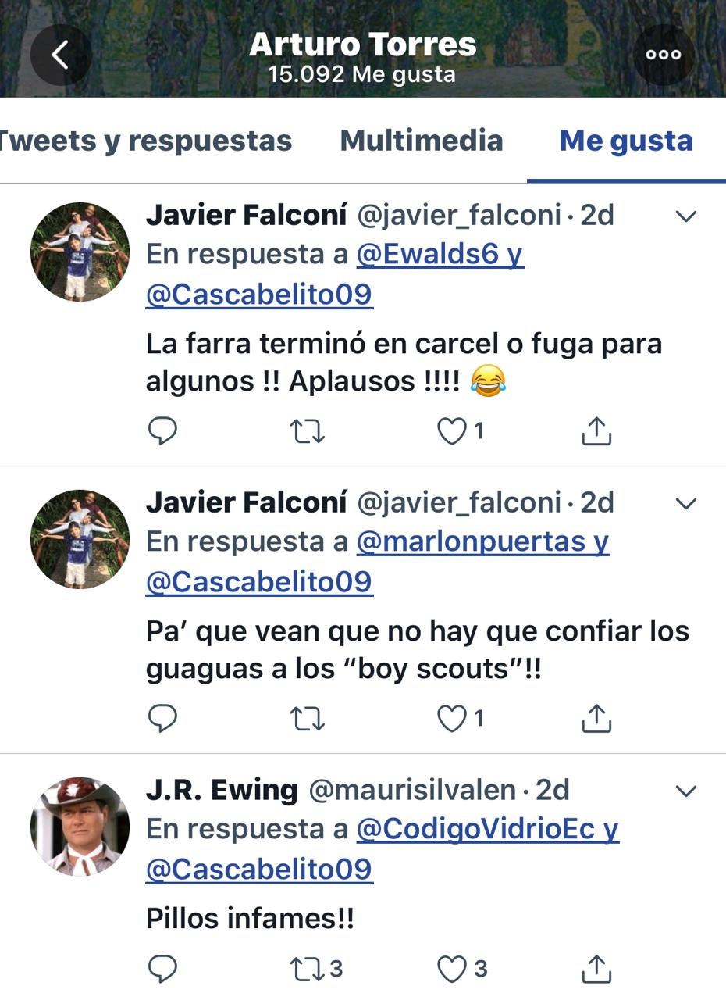 Arturo Torres
15.092 Me gusta
Tweets y respuestas Multimedia Me gusta
Javier Falconí @javier_falconi · 2d
En respuesta a @Ewalds6 y
@Cascabelito09
La farra terminó en carcel o fuga para
algunos !! Aplausos !!!! 😂
1
Javier Falconí @javier_falconi · 2d
En respuesta a @marlonpuertas y
@Cascabelito09
Pa’ que vean que no hay que confiar los
guaguas a los “boy scouts”!!
1
J.R. Ewing @maurisilvalen · 2d
En respuesta a @CodigoVidrioEc y
@Cascabelito09
Pillos infames!!
3 3